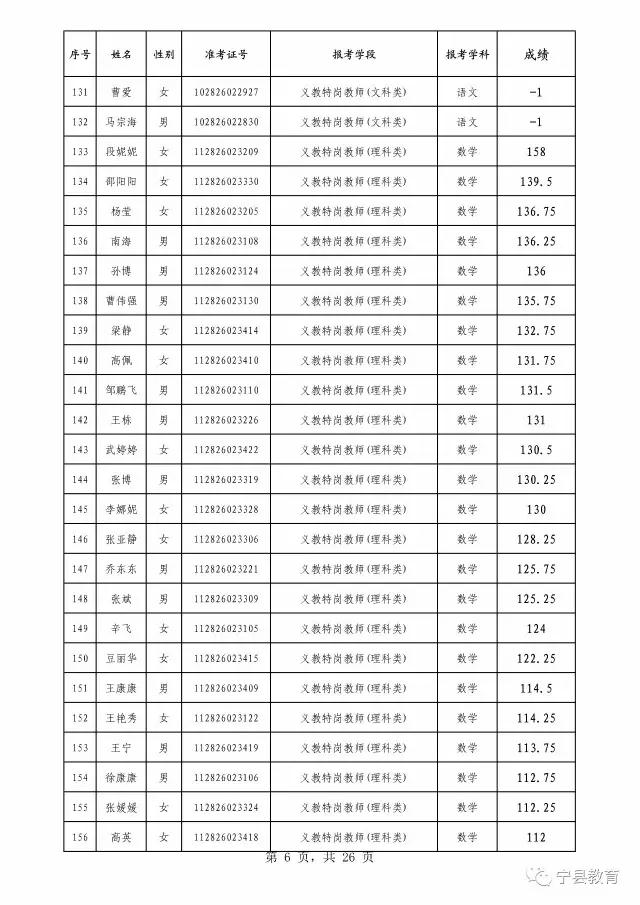 序号 姓名 性别 准考证号 报考学段 报考学科 成绩
131 曹爱 女 102826022927 义教特岗教师(文科类) 语文 -1
132 马宗海 男 102826022830 义教特岗教师(文科类) 语文 -1
133 段妮妮 女 112826023209 义教特岗教师(理科类) 数学 158
134 邵阳阳 女 112826023330 义教特岗教师(理科类) 数学 139.5
135 杨莹 女 112826023205 义教特岗教师(理科类) 数学 136.75
136 南海 男 112826023108 义教特岗教师(理科类) 数学 136.25
137 孙博 男 112826023124 义教特岗教师(理科类) 数学 136
138 曹伟强 男 112826023130 义教特岗教师(理科类) 数学 135.75
139 梁静 女 112826023414 义教特岗教师(理科类) 数学 132.75
140 高佩 女 112826023410 义教特岗教师(理科类) 数学 131.75
141 邹鹏飞 男 112826023110 义教特岗教师(理科类) 数学 131.5
142 王栋 男 112826023226 义教特岗教师(理科类) 数学 131
143 武婷婷 女 112826023422 义教特岗教师(理科类) 数学 130.5
144 张博 男 112826023319 义教特岗教师(理科类) 数学 130.25
145 李娜妮 女 112826023328 义教特岗教师(理科类) 数学 130
146 张亚静 女 112826023306 义教特岗教师(理科类) 数学 128.25
147 乔东东 男 112826023221 义教特岗教师(理科类) 数学 125.75
148 张斌 男 112826023309 义教特岗教师(理科类) 数学 125.25
149 辛飞 女 112826023105 义教特岗教师(理科类) 数学 124
150 豆丽华 女 112826023415 义教特岗教师(理科类) 数学 122.25
151 王康康 男 112826023409 义教特岗教师(理科类) 数学 114.5
152 王艳秀 女 112826023122 义教特岗教师(理科类) 数学 114.25
153 王宁 男 112826023419 义教特岗教师(理科类) 数学 113.75
154 徐康康 男 112826023106 义教特岗教师(理科类) 数学 112.75
155 张媛媛 女 112826023324 义教特岗教师(理科类) 数学 112.25
156 高英 女 112826023418 义教特岗教师(理科类) 数学 112
第 6 页，共 26 页
宁县教育